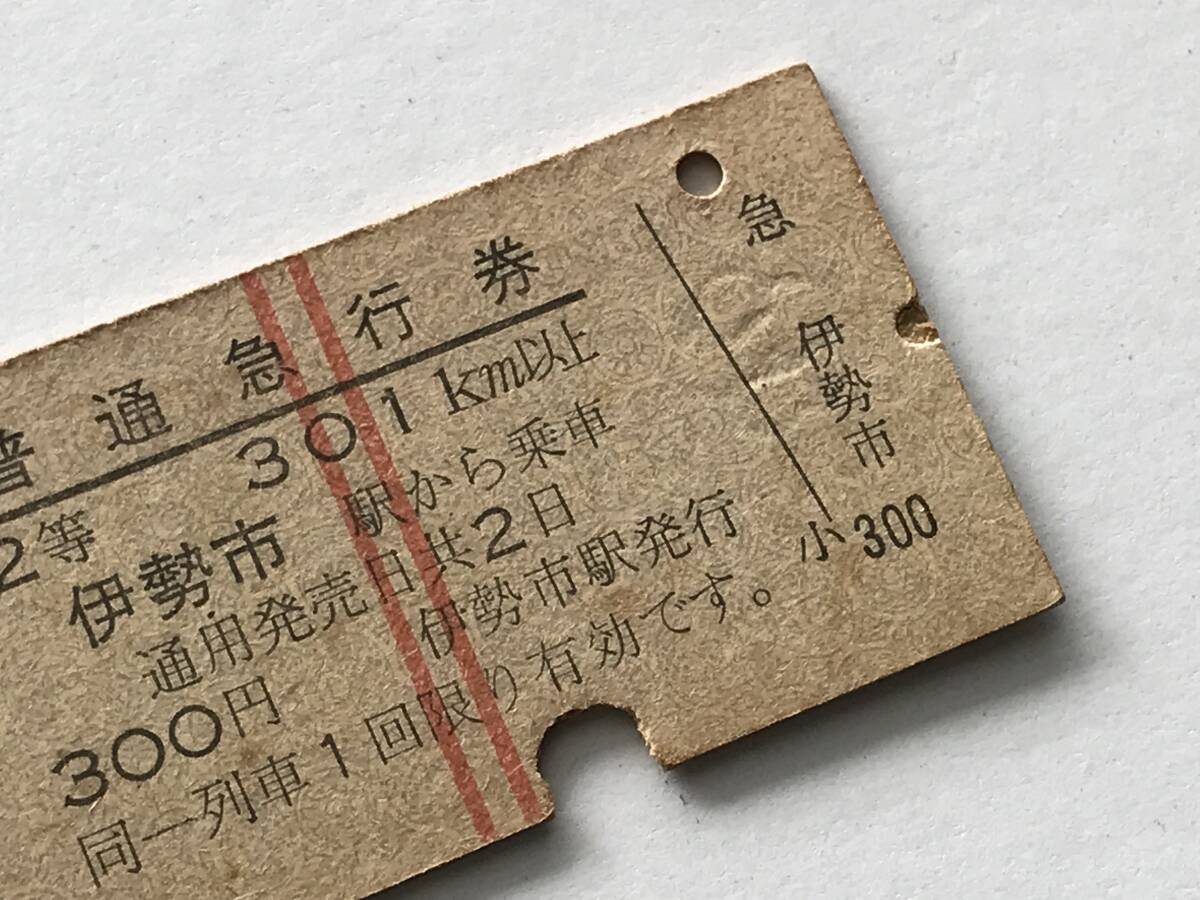 普通急行券
301km以上
2等
伊勢市 駅から乗車
通用発売日共2日
300円 伊勢市駅発行
同一列車1回限り有効です。
急
伊勢市
小300